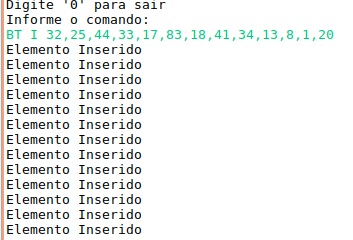 Digite '0' para sair
Informe o comando:
BT I 32,25,44,33,17,83,18,41,34,13,8,1,20
Elemento Inserido
Elemento Inserido
Elemento Inserido
Elemento Inserido
Elemento Inserido
Elemento Inserido
Elemento Inserido
Elemento Inserido
Elemento Inserido
Elemento Inserido
Elemento Inserido
Elemento Inserido
Elemento Inserido